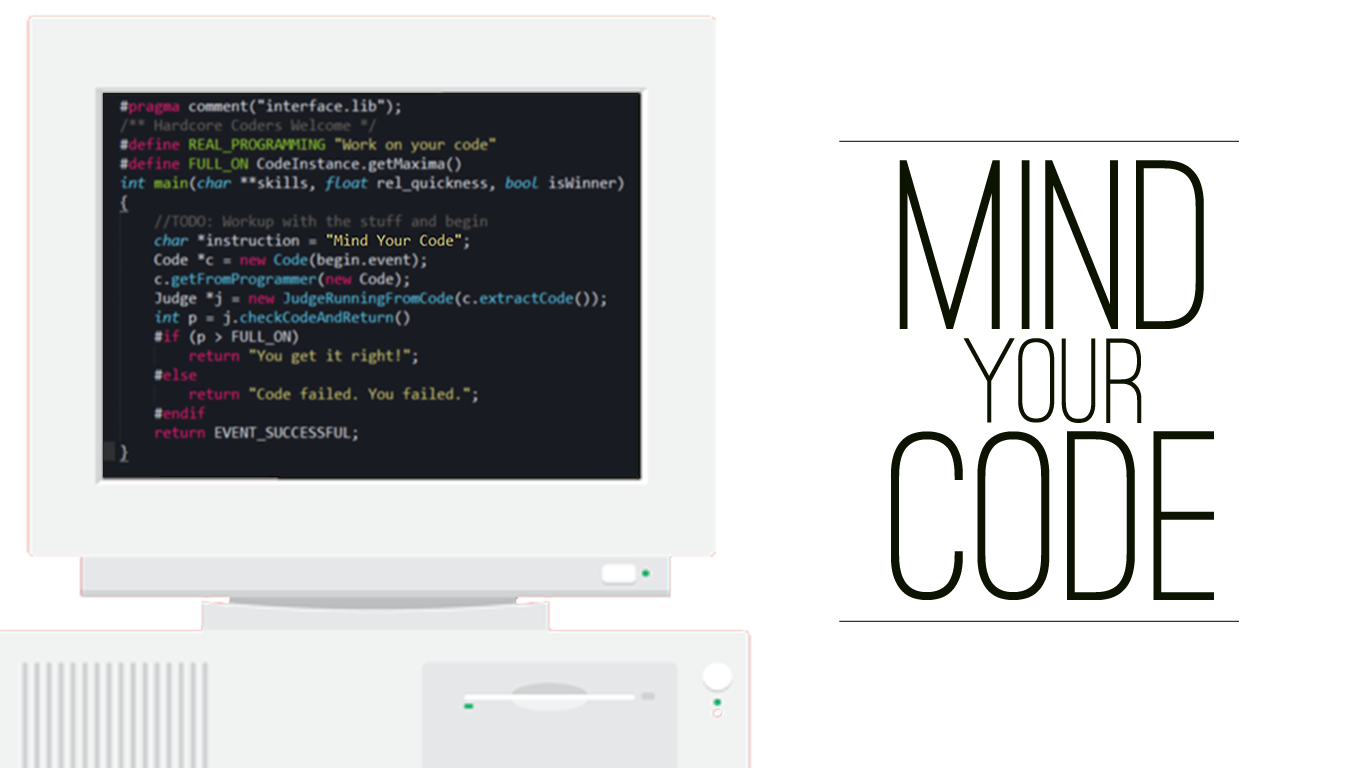 #pragma comment("interface.lib");
/** Hardcore Coders Welcome */
#define REAL_PROGRAMMING "Work on your code"
#define FULL_ON CodeInstance.getMaxima()
int main(char **skills, float rel_quickness, bool isWinner)
{
    //TODO: Workup with the stuff and begin
    char *instruction = "Mind Your Code";
    Code *c = new Code(begin.event);
    c.getFromProgrammer(new Code);
    Judge *j = new JudgeRunningFromCode(c.extractCode());
    int p = j.checkCodeAndReturn()
    #if (p > FULL_ON)
        return "You get it right!";
    #else
        return "Code failed. You failed.";
    #endif
    return EVENT_SUCCESSFUL;
}
MIND
YOUR
CODE